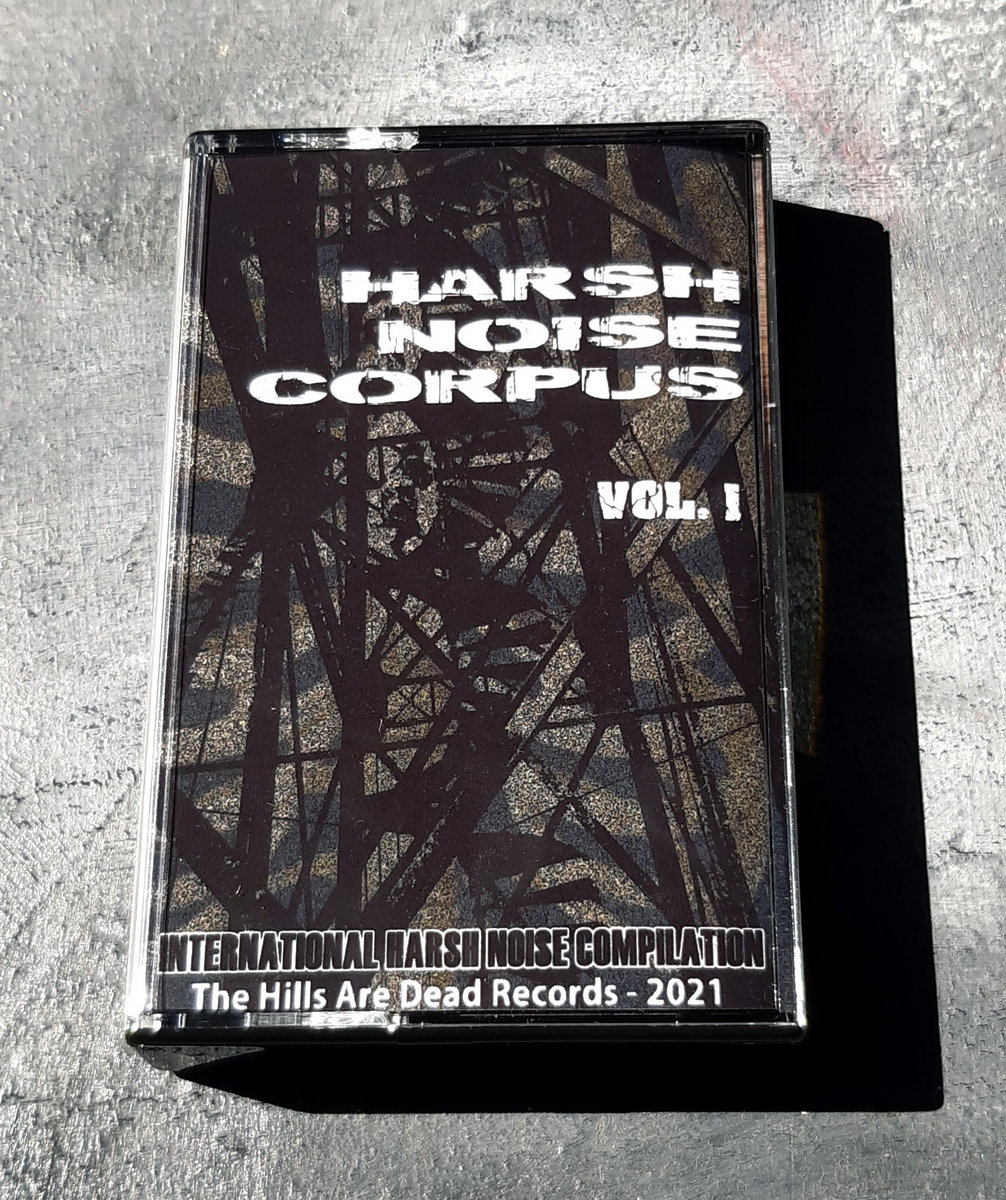 HARSH
NOISE
CORPUS
VOL. I
INTERNATIONAL HARSH NOISE COMPILATION
The Hills Are Dead Records - 2021